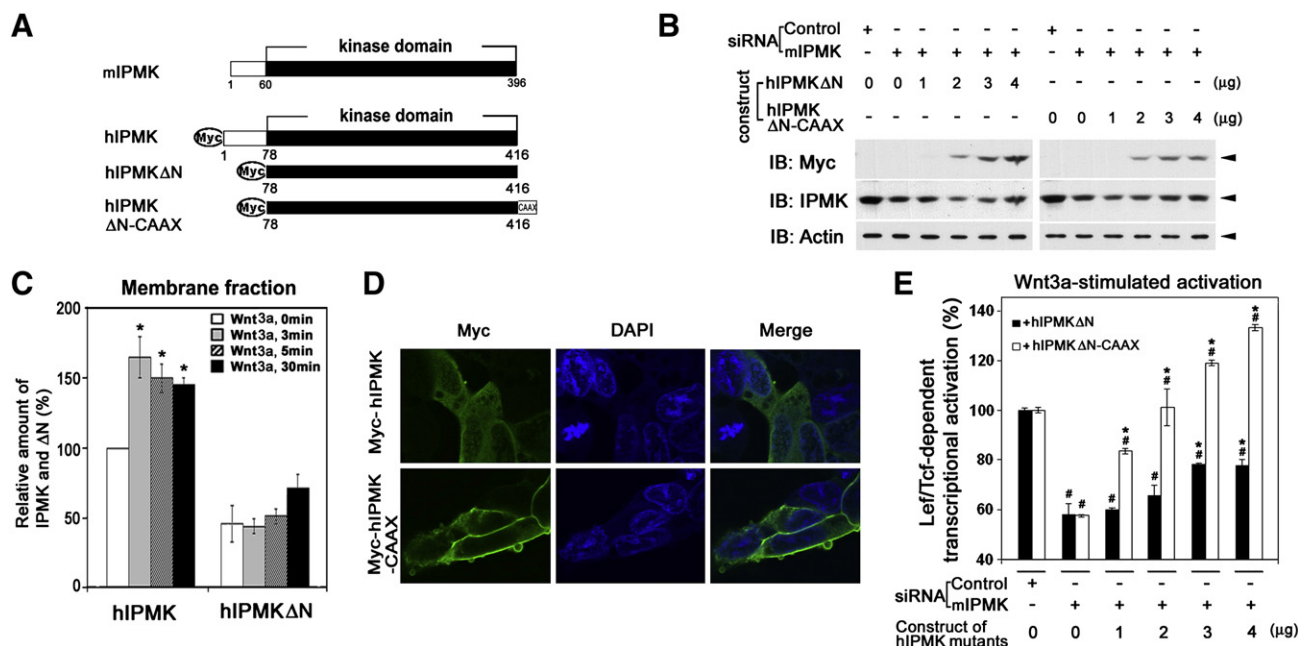 A
kinase domain
mIPMK
1 60 396
kinase domain
hIPMK Myc
1 78 416
hIPMKΔN Myc
78 416
hIPMK
ΔN-CAAX Myc CAAX
78 416
B
siRNA Control + - - - - - + - - - - -
mIPMK - + + + + + - + + + + +
construct hIPMKΔN 0 0 1 2 3 4 - - - - - - (μg)
hIPMK
ΔN-CAAX - - - - - - 0 0 1 2 3 4 (μg)
IB: Myc
IB: IPMK
IB: Actin
C
Membrane fraction
Relative amount of
IPMK and ΔN (%)
200
150
100
50
0
Wnt3a, 0min
Wnt3a, 3min
Wnt3a, 5min
Wnt3a, 30min
* * *
hIPMK hIPMKΔN
D
Myc DAPI Merge
Myc- hIPMK
Myc-hIPMK
-CAAX
E
Wnt3a-stimulated activation
Lef/Tcf-dependent
transcriptional activation (%)
140
120
100
80
60
40
+hIPMKΔN
+ hIPMKΔN-CAAX
# # # *# # *# *# *# *# *#
siRNA Control + - - - - -
mIPMK - + + + + +
Construct of
hIPMK mutants 0 0 1 2 3 4 (μg)